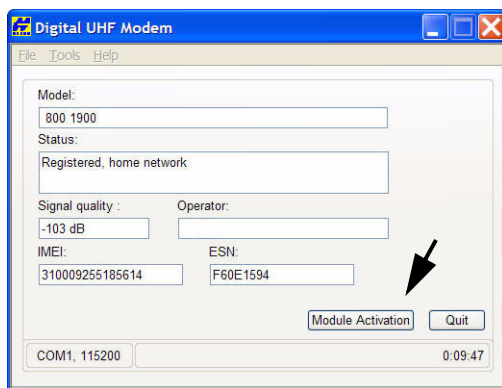 Digital UHF Modem
File Tools Help
Model:
800 1900
Status:
Registered, home network
Signal quality : Operator:
-103 dB
IMEI: ESN:
310009255185614 F60E1594
Module Activation Quit
COM1, 115200 0:09:47